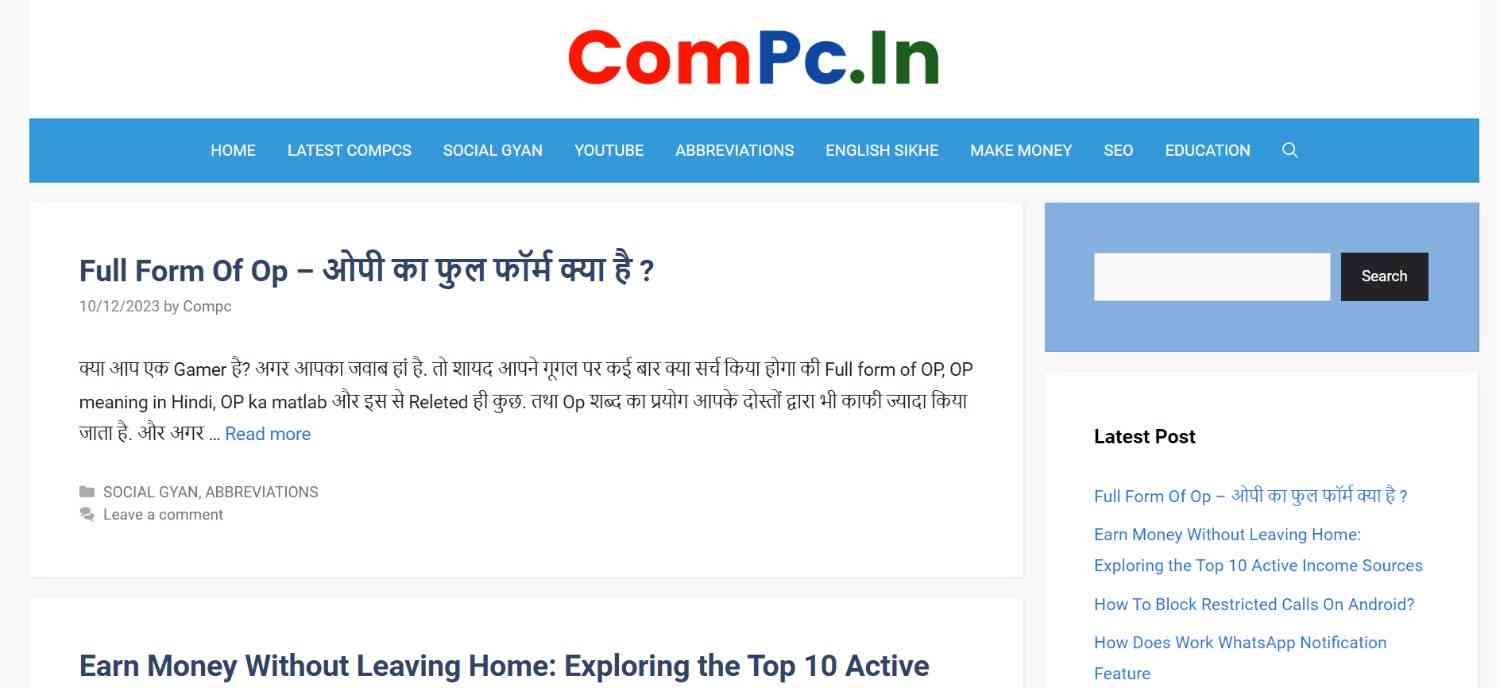 ComPc.In
HOME LATEST COMPCS SOCIAL GYAN YOUTUBE ABBREVIATIONS ENGLISH SIKHE MAKE MONEY SEO EDUCATION
Full Form Of Op – ओपी का फुल फॉर्म क्या है ?
10/12/2023 by Compc
क्या आप एक Gamer है? अगर आपका जवाब हां है. तो शायद आपने गूगल पर कई बार क्या सर्च किया होगा की Full form of OP, OP
meaning in Hindi, OP ka matlab और इस से Releted ही कुछ. तथा Op शब्द का प्रयोग आपके दोस्तों द्वारा भी काफी ज्यादा किया
जाता है. और अगर … Read more
SOCIAL GYAN, ABBREVIATIONS
Leave a comment
Earn Money Without Leaving Home: Exploring the Top 10 Active
Search
Latest Post
Full Form Of Op – ओपी का फुल फॉर्म क्या है ?
Earn Money Without Leaving Home:
Exploring the Top 10 Active Income Sources
How To Block Restricted Calls On Android?
How Does Work WhatsApp Notification
Feature